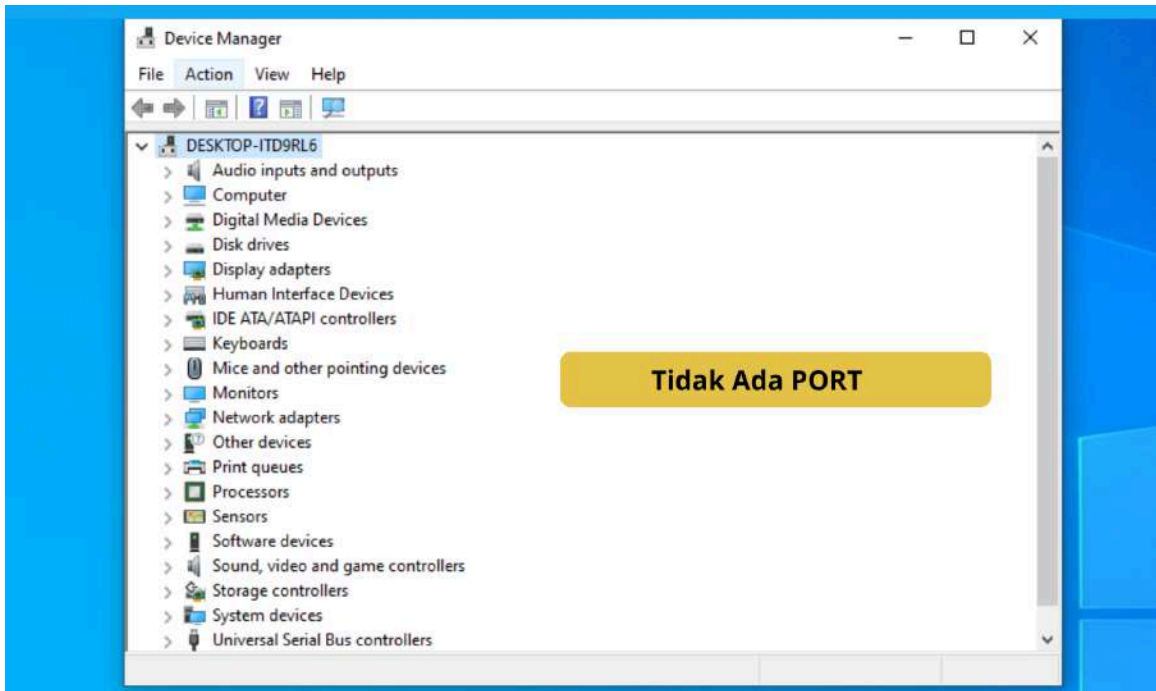 Device Manager
File Action View Help
DESKTOP-ITD9RL6
Audio inputs and outputs
Computer
Digital Media Devices
Disk drives
Display adapters
Human Interface Devices
IDE ATA/ATAPI controllers
Keyboards
Mice and other pointing devices
Monitors
Network adapters
Other devices
Print queues
Processors
Sensors
Software devices
Sound, video and game controllers
Storage controllers
System devices
Universal Serial Bus controllers
Tidak Ada PORT